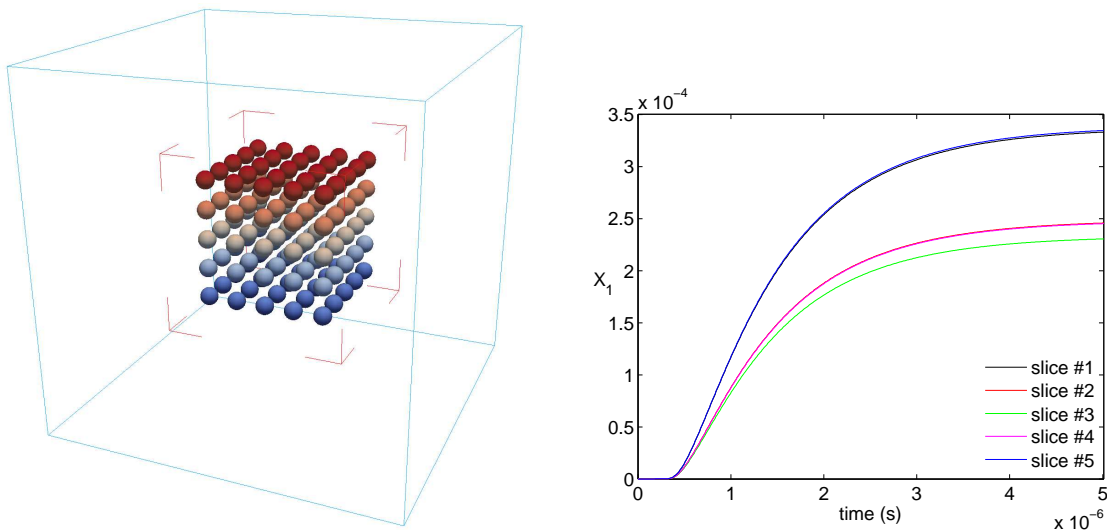 x 10⁻⁴
3.5
3
2.5
2
1.5
1
0.5
0
X₁
slice #1
slice #2
slice #3
slice #4
slice #5
0 1 2 3 4 5
time (s)
x 10⁻⁶